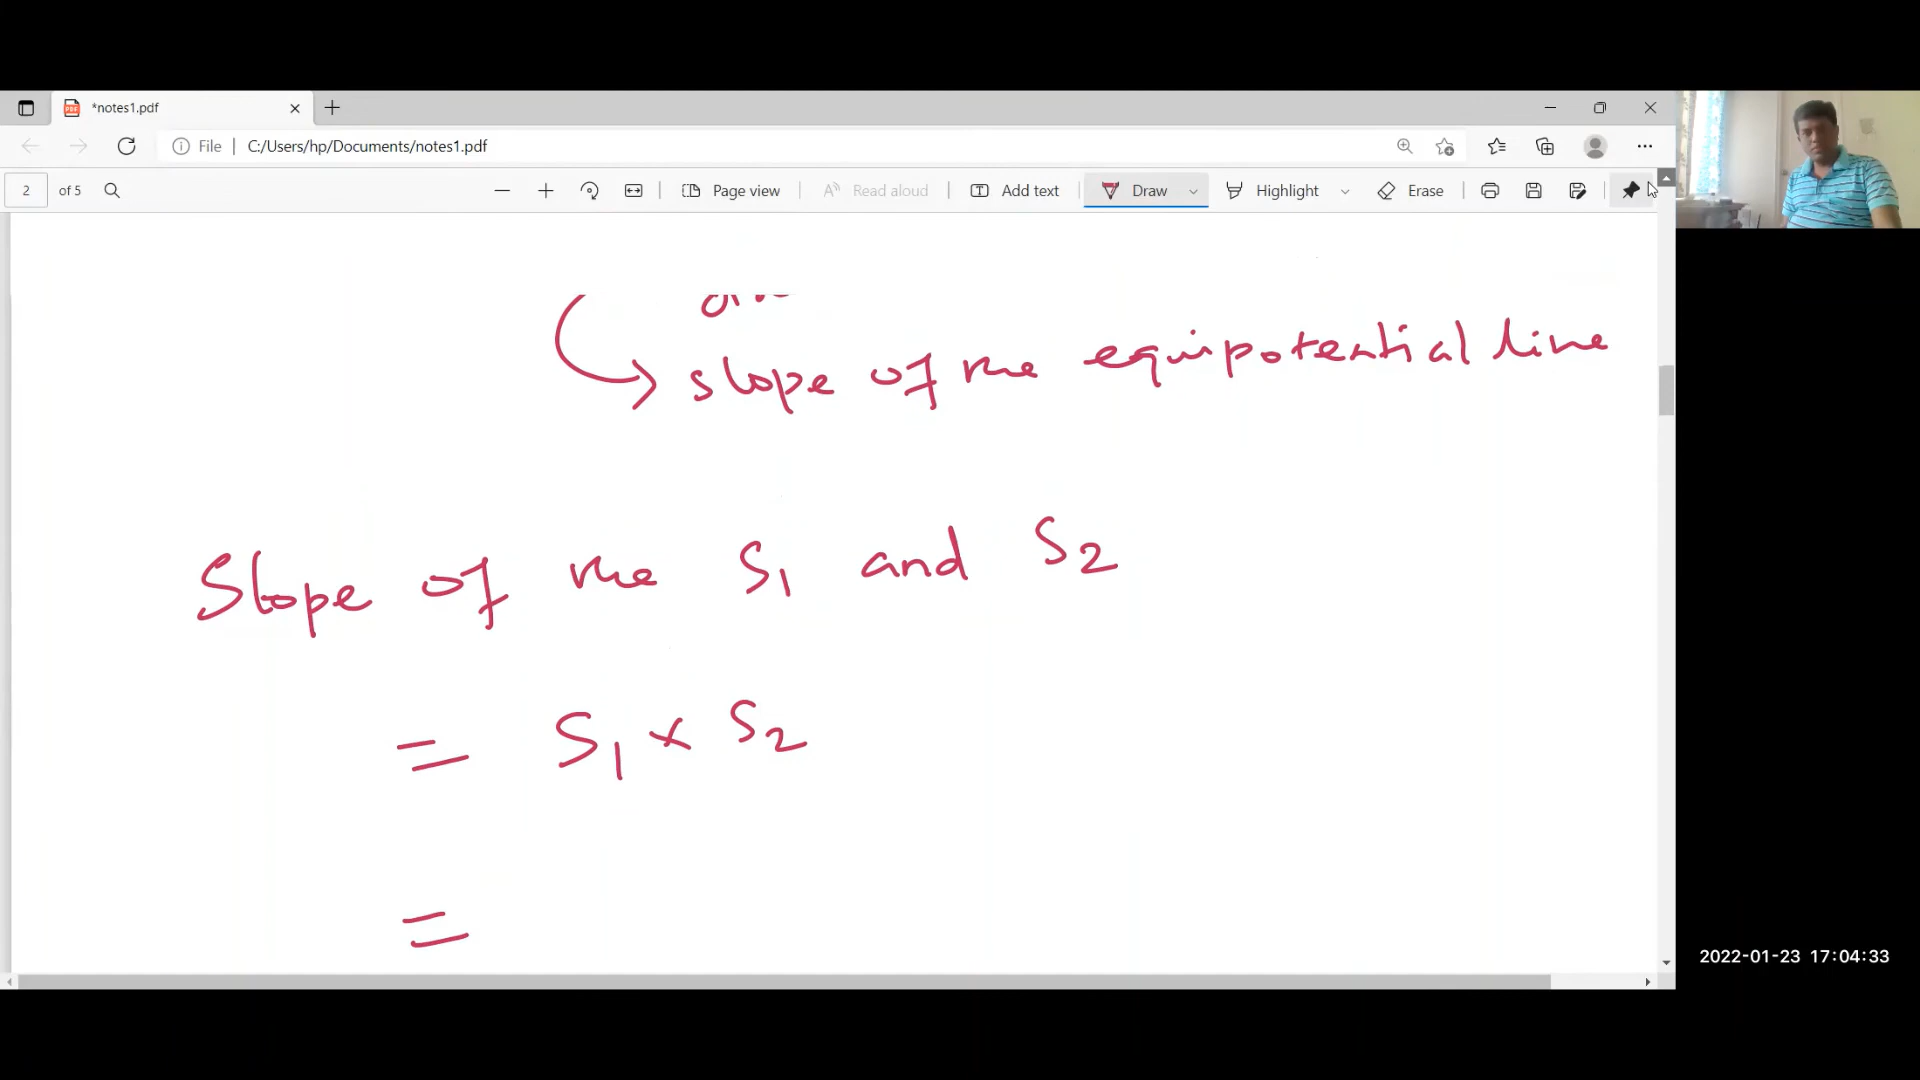 *notes1.pdf
File C:/Users/hp/Documents/notes1.pdf
2 of 5 Page view Read aloud Add text Draw Highlight Erase
slope of the equipotential line
Slope of the S1 and S2
= S1 × S2
=
2022-01-23 17:04:33